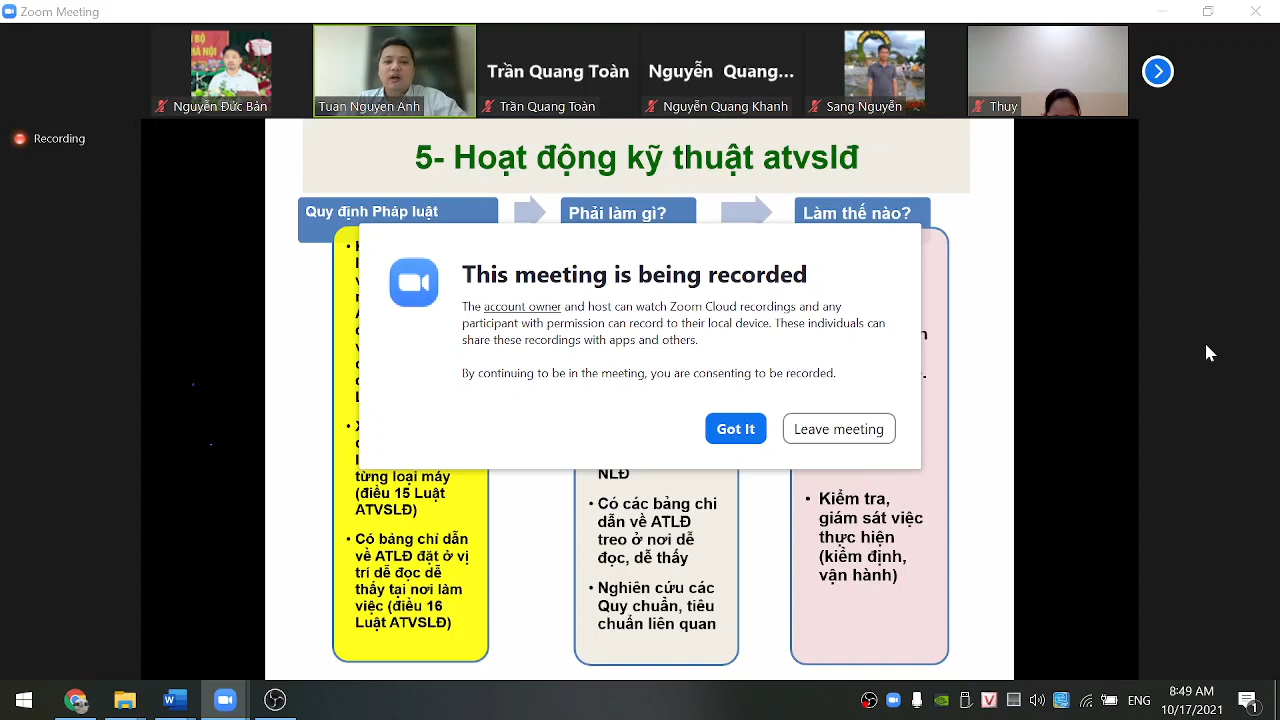 Zoom Meeting
BỘ
HÀ NỘI
Nguyễn Đức Bản
Tuan Nguyen Anh
Trần Quang Toàn
Trần Quang Toàn
Nguyễn Quang...
Nguyễn Quang Khanh
Sang Nguyễn
Thuy
Recording
5- Hoạt động kỹ thuật atvslđ
Quy định Pháp luật
Phải làm gì?
Làm thế nào?
This meeting is being recorded
The account owner and host can watch Zoom Cloud recordings and any
participant with permission can record to their local device. These individuals can
share these recordings with apps and others.
By continuing to be in the meeting, you are consenting to be recorded.
Got It
Leave meeting
từng loại máy
(điều 15 Luật
ATVSLĐ)
• Có bảng chỉ dẫn
về ATLĐ đặt ở vị
trí dễ đọc dễ
thấy tại nơi làm
việc (điều 16
Luật ATVSLĐ)
NLĐ
• Có các bảng chi
dẫn về ATLĐ
treo ở nơi dễ
đọc, dễ thấy
• Nghiên cứu các
Quy chuẩn, tiêu
chuẩn liên quan
• Kiểm tra,
giám sát việc
thực hiện
(kiểm định,
vận hành)
ENG
8:49 AM
10/17/2021
1